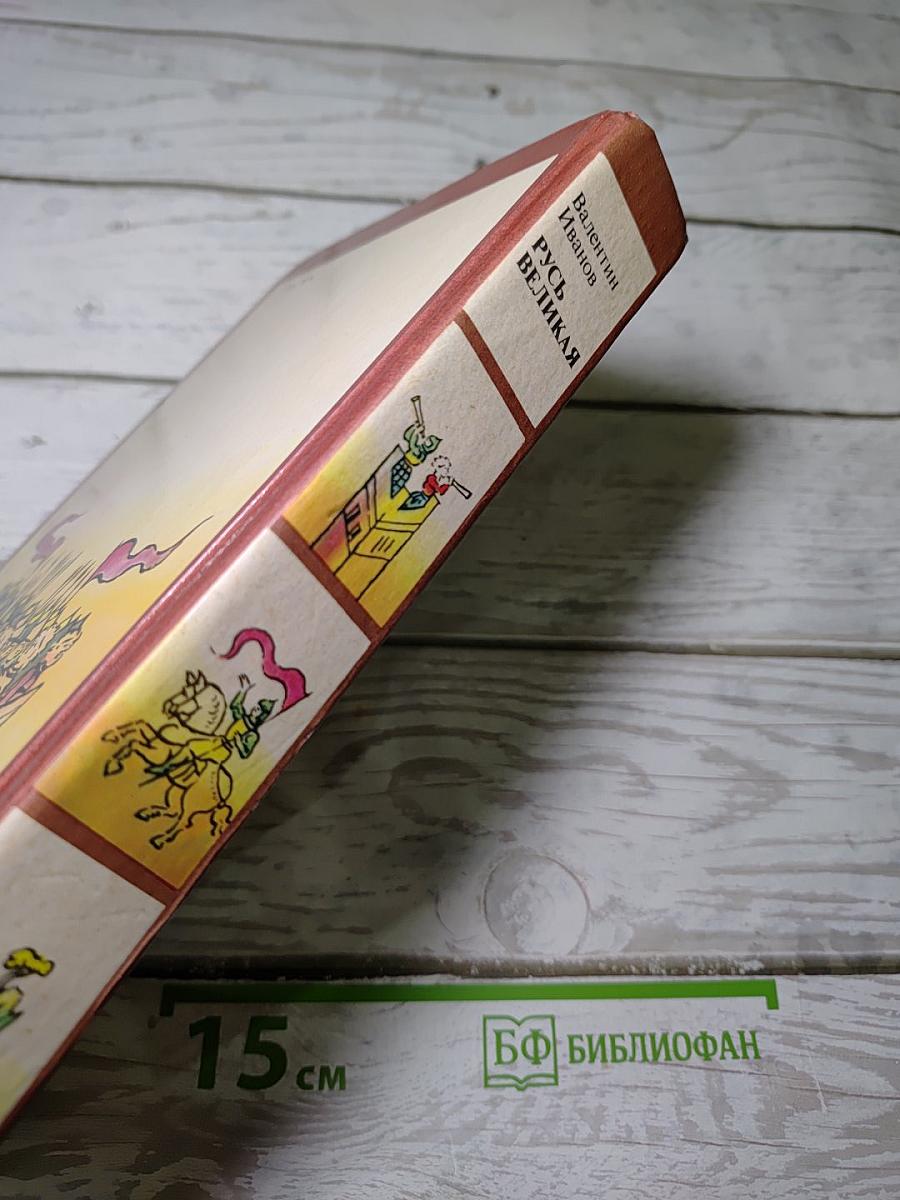 Валентин
Иванов
РУСЬ
ВЕЛИКАЯ
15 см
БФ БИБЛИОФАН